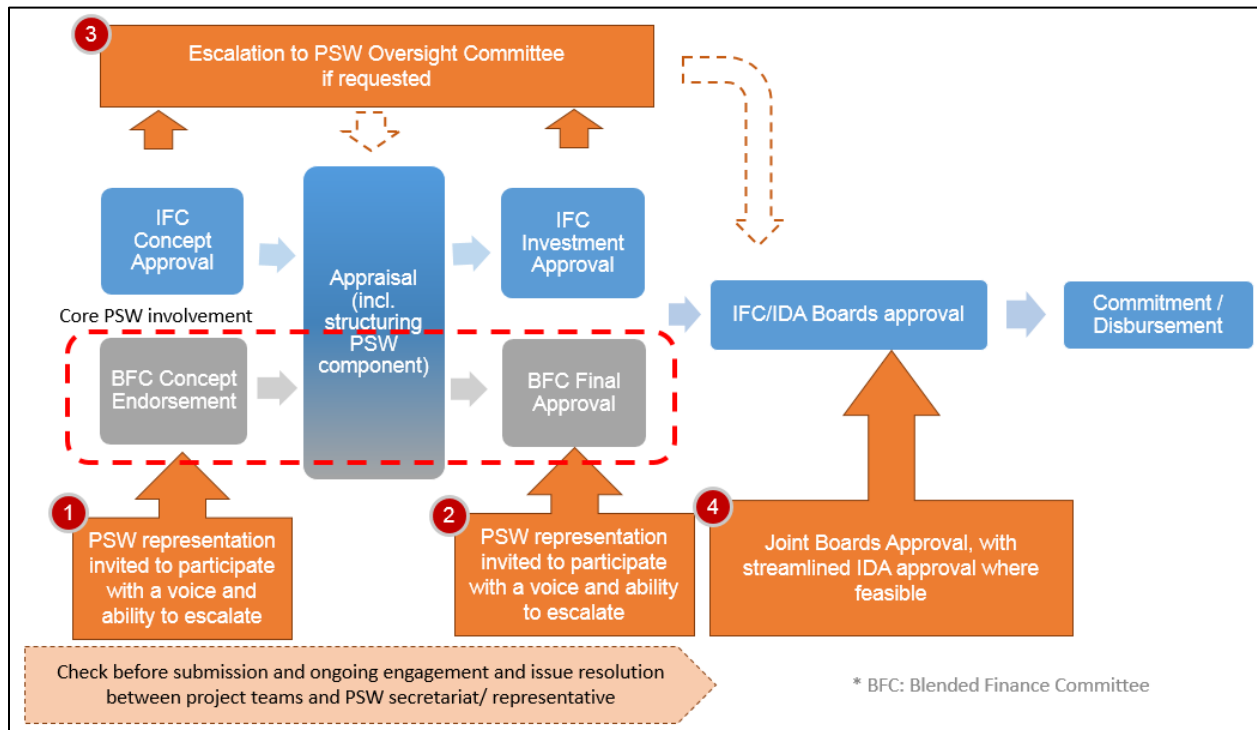 3
Escalation to PSW Oversight Committee
if requested
IFC
Concept
Approval
Appraisal
(incl.
structuring
PSW
component)
IFC
Investment
Approval
IFC/IDA Boards approval
Commitment /
Disbursement
Core PSW involvement
BFC Concept
Endorsement
BFC Final
Approval
1
PSW representation
invited to participate
with a voice and
ability to escalate
2
PSW representation
invited to participate
with a voice and ability
to escalate
4
Joint Boards Approval, with
streamlined IDA approval where
feasible
Check before submission and ongoing engagement and issue resolution
between project teams and PSW secretariat/ representative
* BFC: Blended Finance Committee